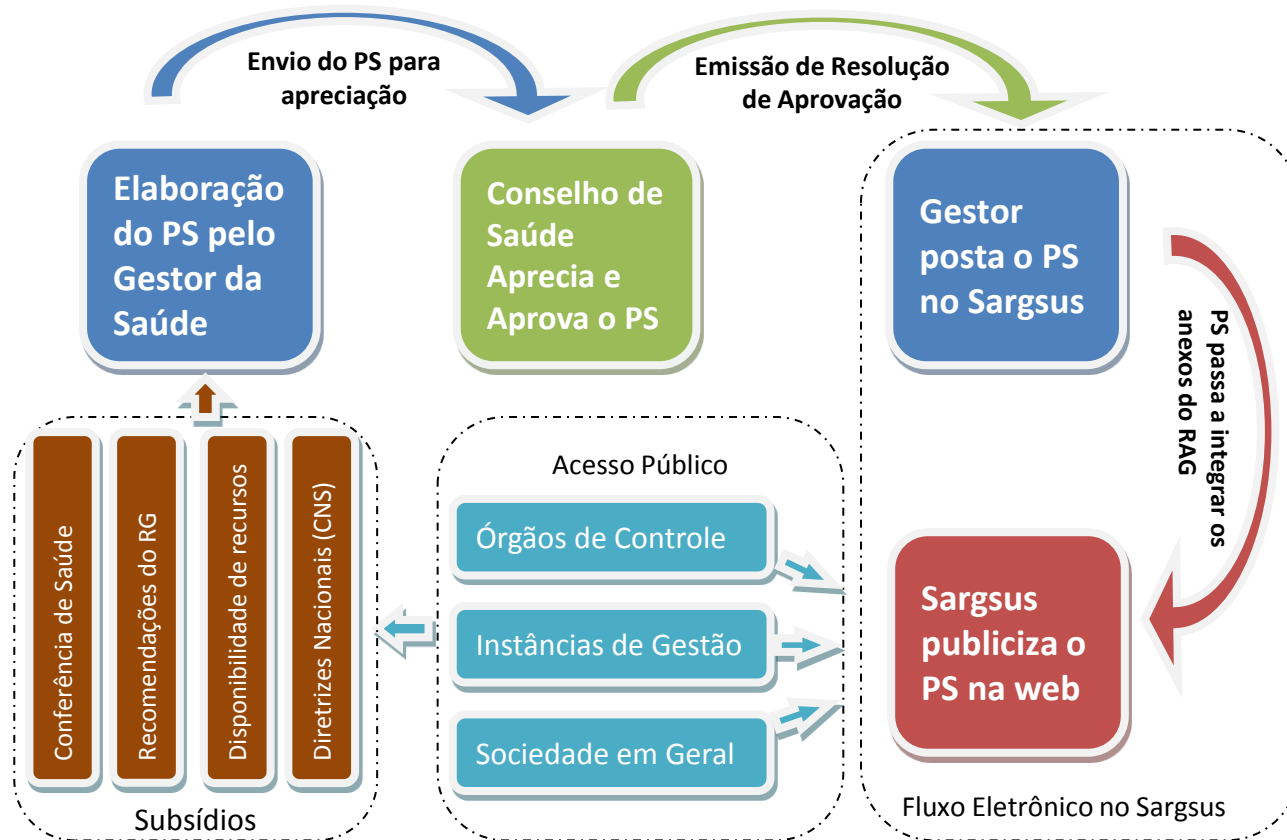 Envio do PS para
apreciação
Emissão de Resolução
de Aprovação
Elaboração
do PS pelo
Gestor da
Saúde
Conselho de
Saúde
Aprecia e
Aprova o PS
Gestor
posta o PS
no Sargsus
PS passa a integrar os
anexos do RAG
Conferência de Saúde
Recomendações do RG
Disponibilidade de recursos
Diretrizes Nacionais (CNS)
Subsídios
Acesso Público
Órgãos de Controle
Instâncias de Gestão
Sociedade em Geral
Sargsus
publiciza o
PS na web
Fluxo Eletrônico no Sargsus